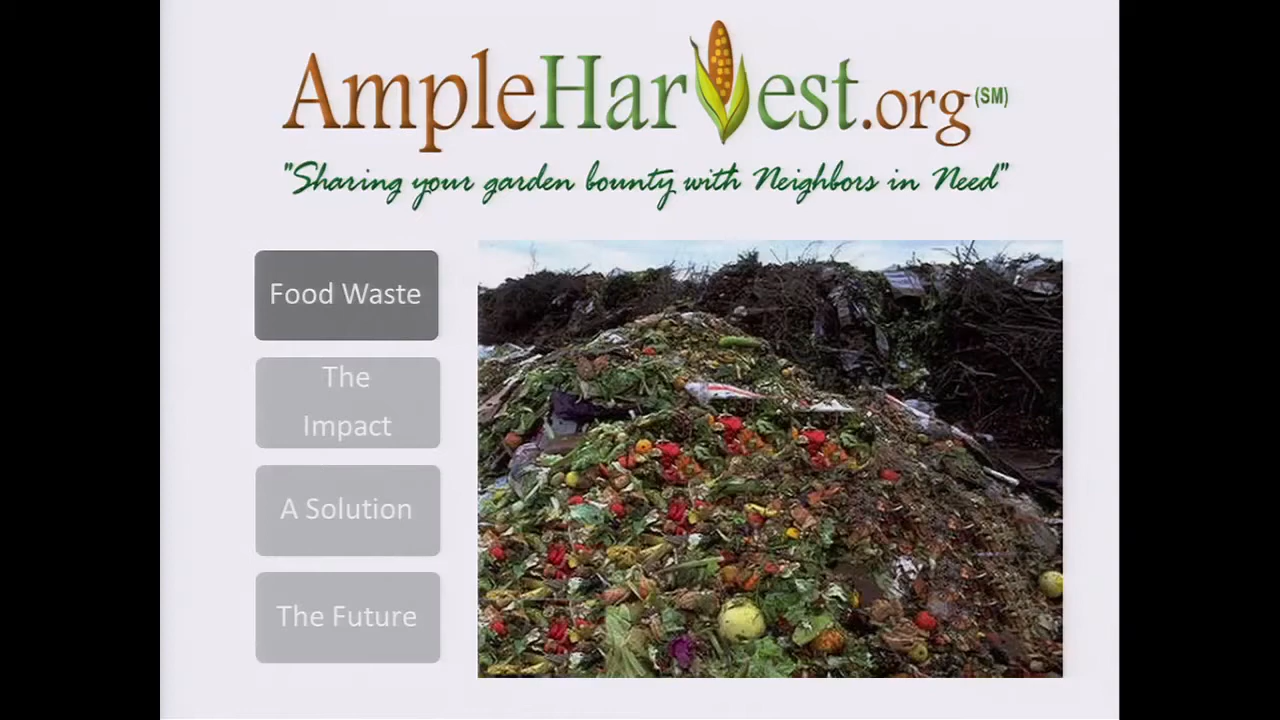 AmpleHarvest.org(SM)
"Sharing your garden bounty with Neighbors in Need"
Food Waste
The
Impact
A Solution
The Future